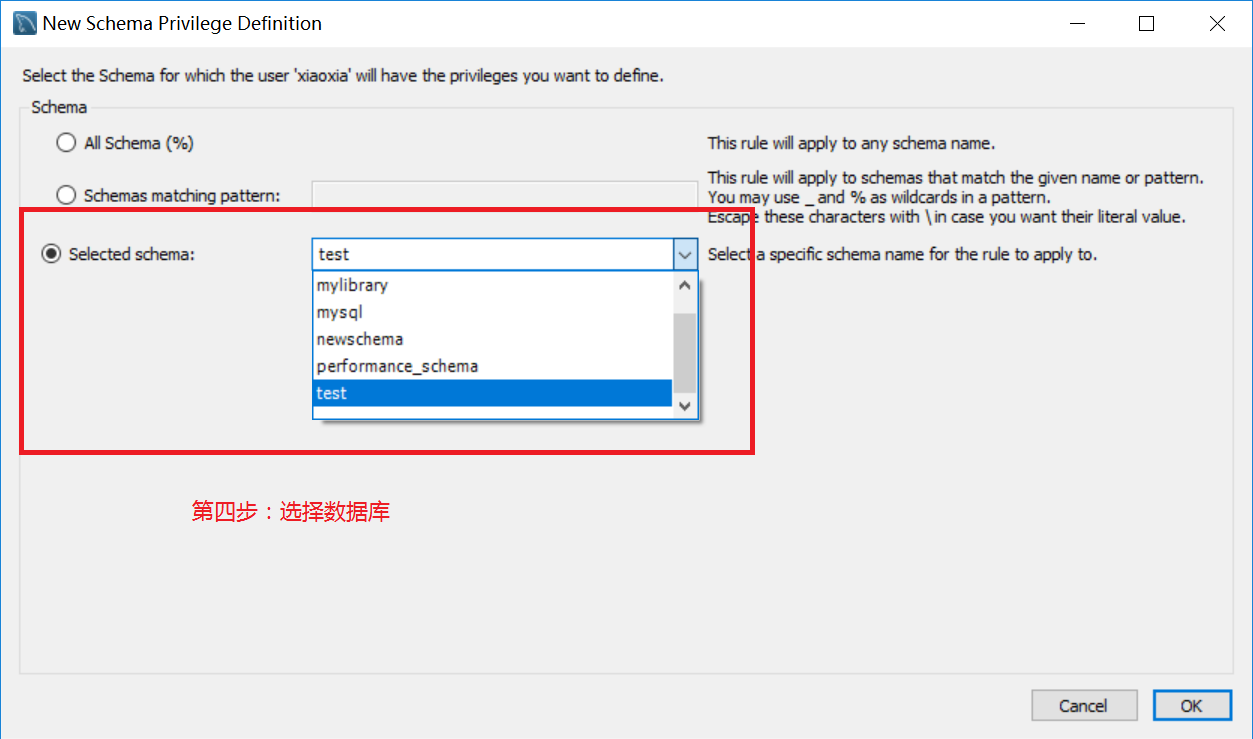 New Schema Privilege Definition
Select the Schema for which the user 'xiaoxia' will have the privileges you want to define.
Schema
All Schema (%)
This rule will apply to any schema name.
Schemas matching pattern:
This rule will apply to schemas that match the given name or pattern.
You may use _ and % as wildcards in a pattern.
Escape these characters with \ in case you want their literal value.
Selected schema:
test
Select a specific schema name for the rule to apply to.
mylibrary
mysql
newschema
performance_schema
test
第四步：选择数据库
Cancel
OK